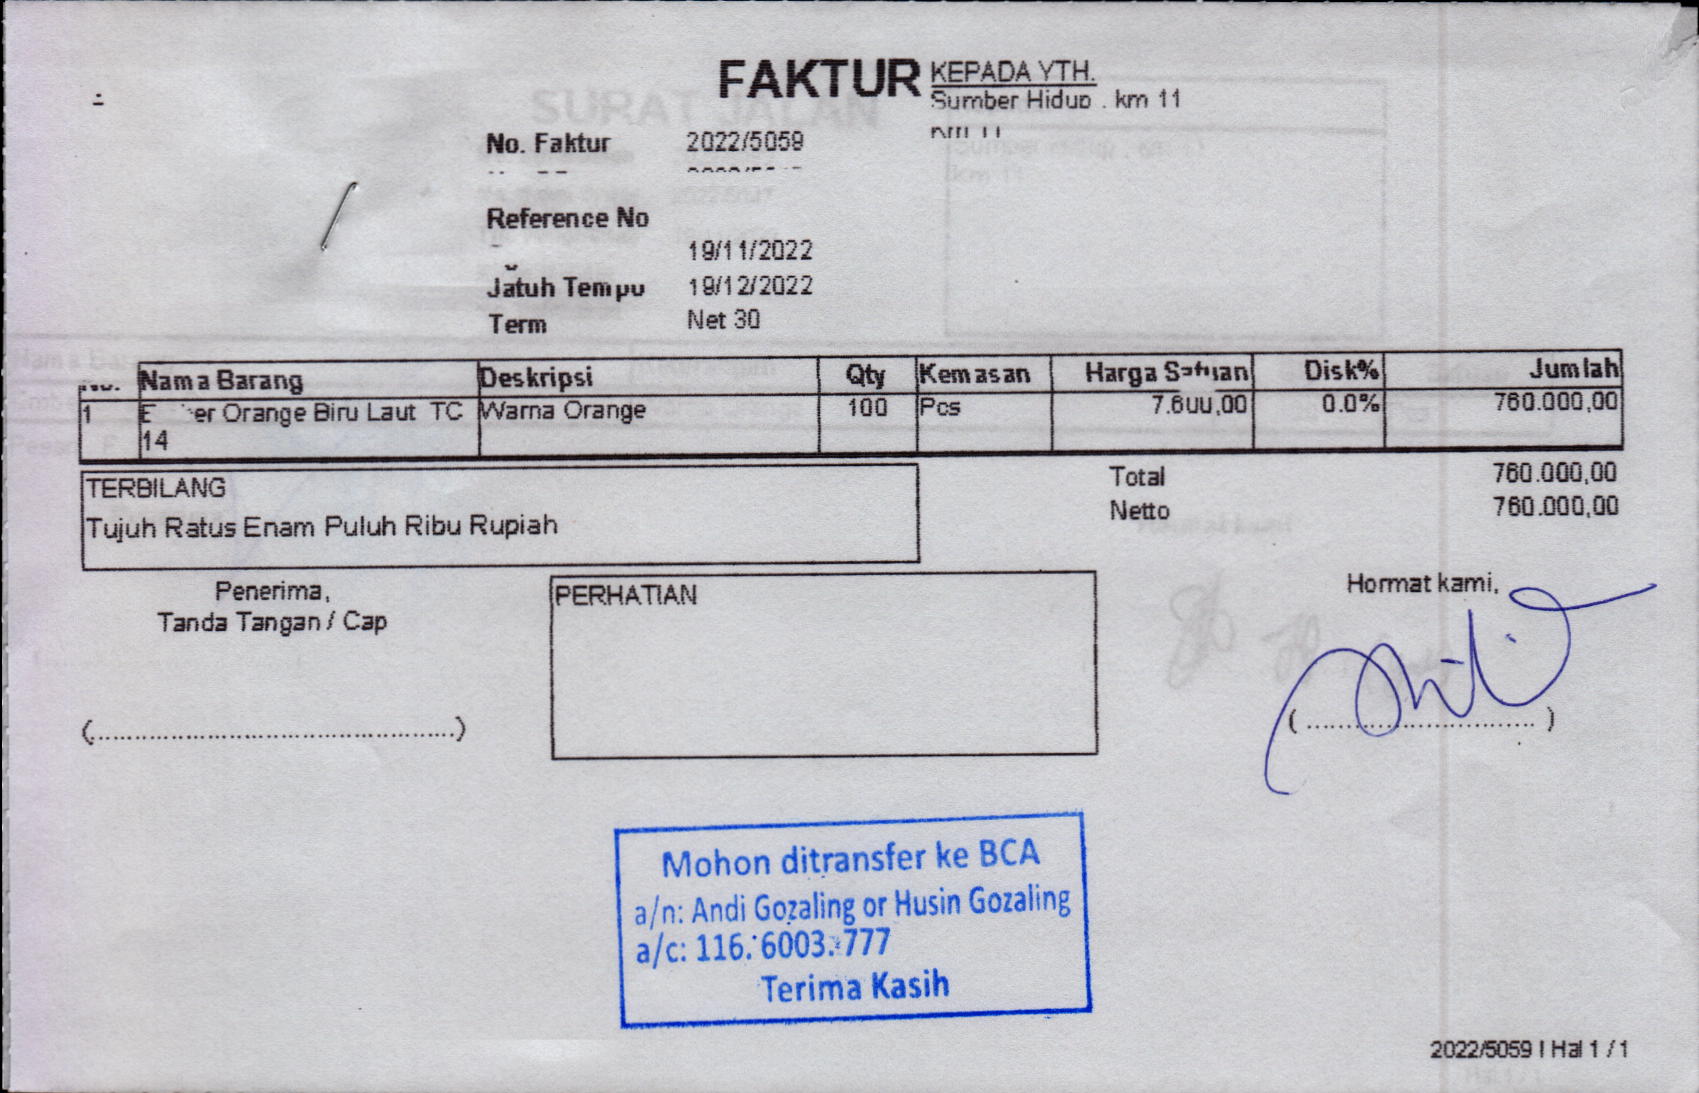 FAKTUR
KEPADA YTH.
Sumber Hidup . km 11
No. Faktur 2022/5059
Reference No
19/11/2022
Jatuh Tempo 19/12/2022
Term Net 30
No. Nama Barang Deskripsi Qty Kemasan Harga Satuan Disk% Jumlah
1 Orange Biru Laut TC Warna Orange 100 Pcs 7.600,00 0.0% 760.000,00
14
TERBILANG
Tujuh Ratus Enam Puluh Ribu Rupiah
Total 760.000,00
Netto 760.000,00
Penerima,
Tanda Tangan / Cap
(...............................................)
PERHATIAN
Hormat kami,
( ............................... )
Mohon ditransfer ke BCA
a/n: Andi Gozaling or Husin Gozaling
a/c: 116. 6003. 777
Terima Kasih
2022/5059 | Hal 1 / 1